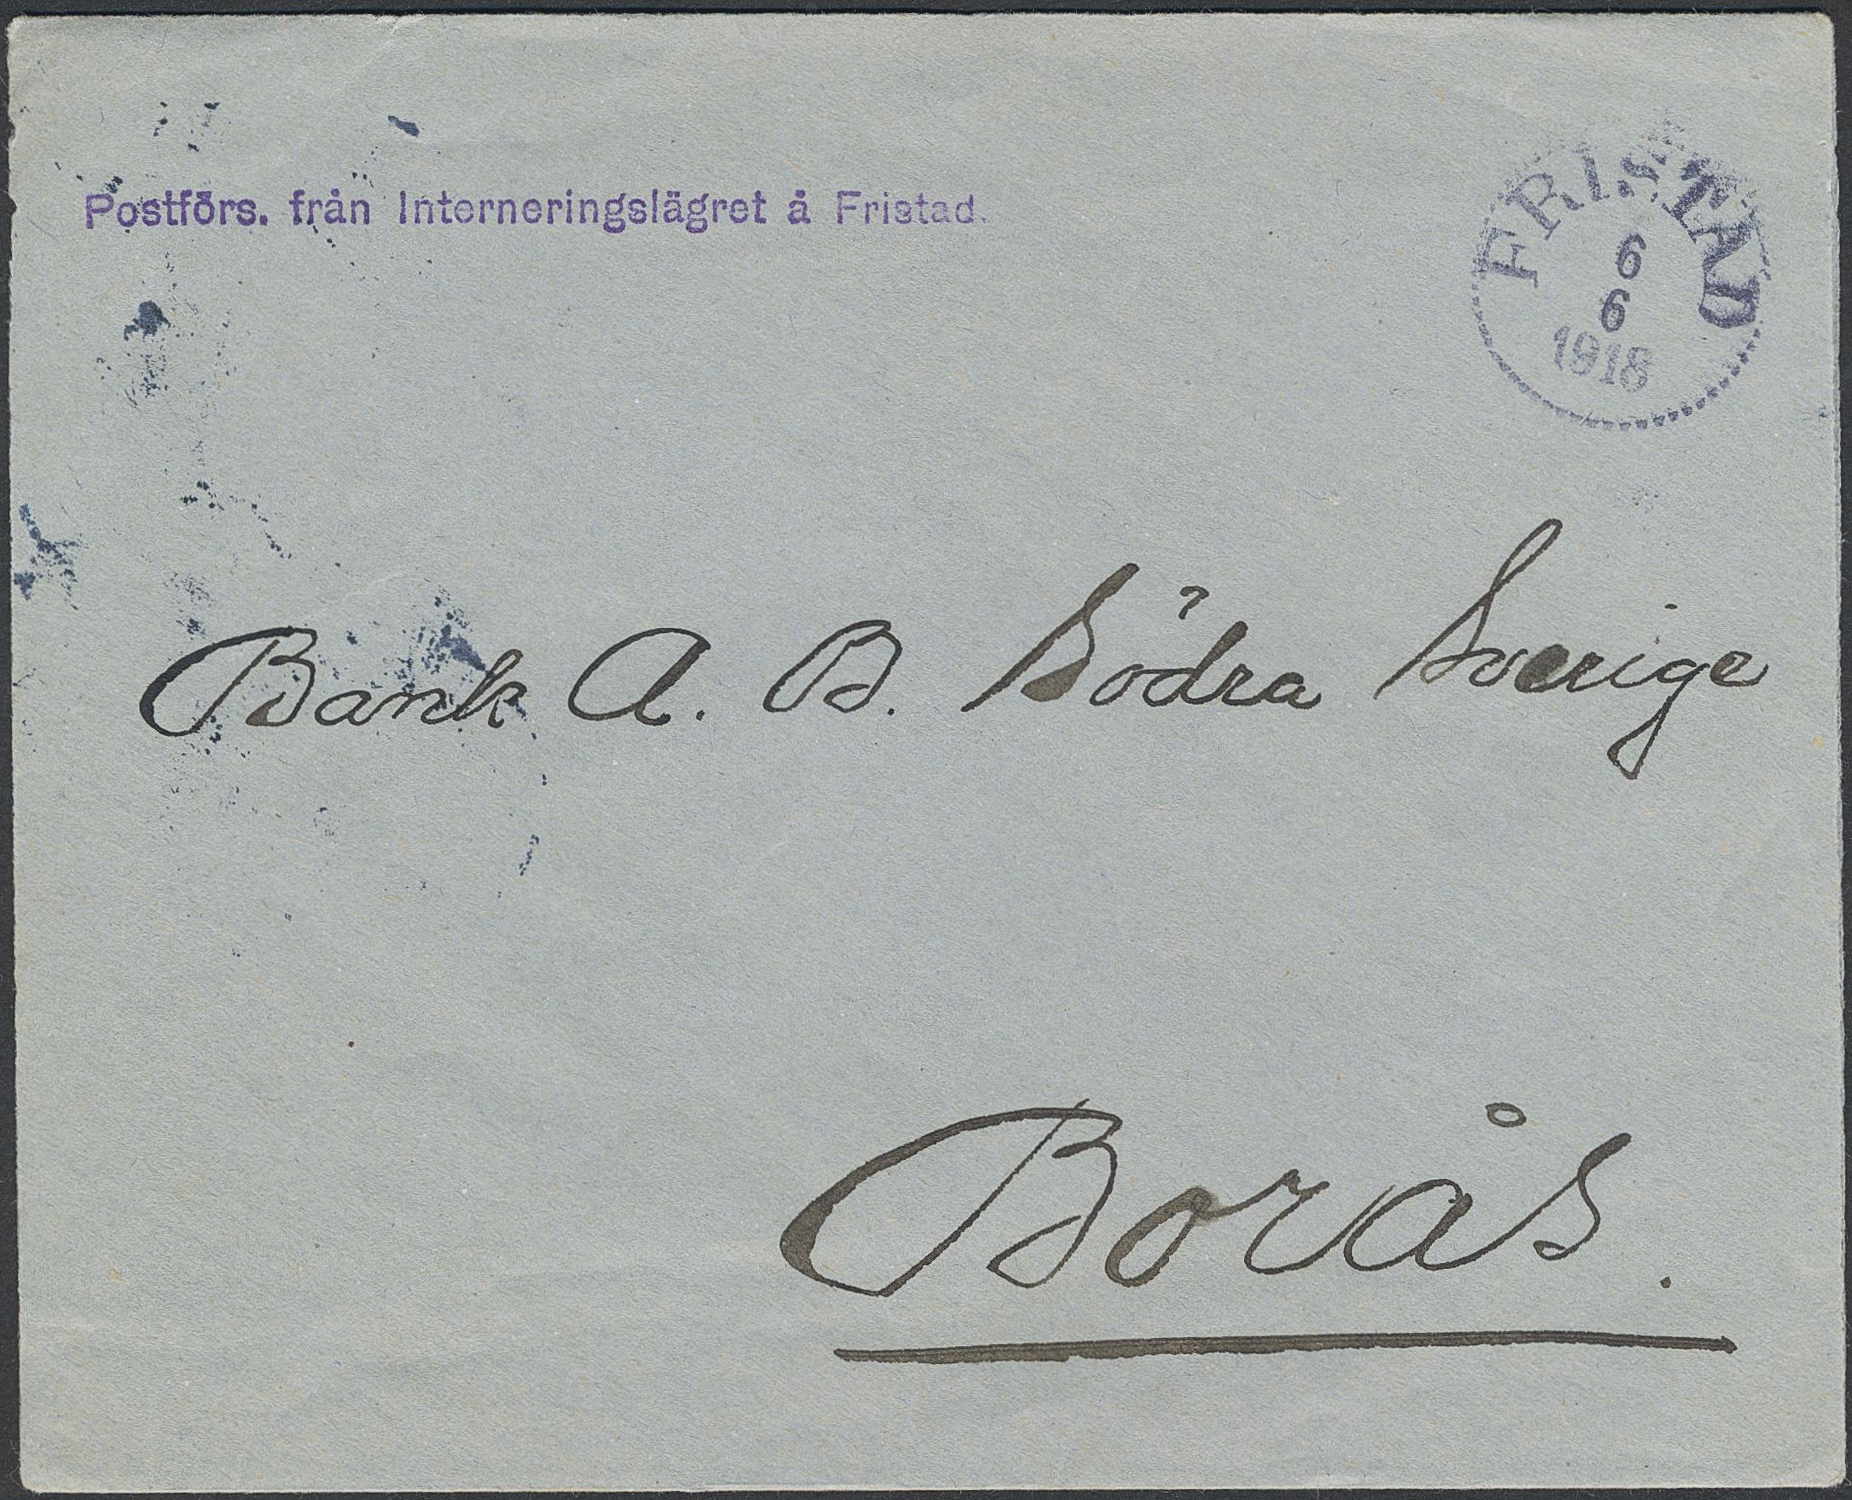 Postförs. från Interneringslägret å Fristad.
FRISTAD
6
6
1918
Bank A. B. Södra Sverige
Borås.